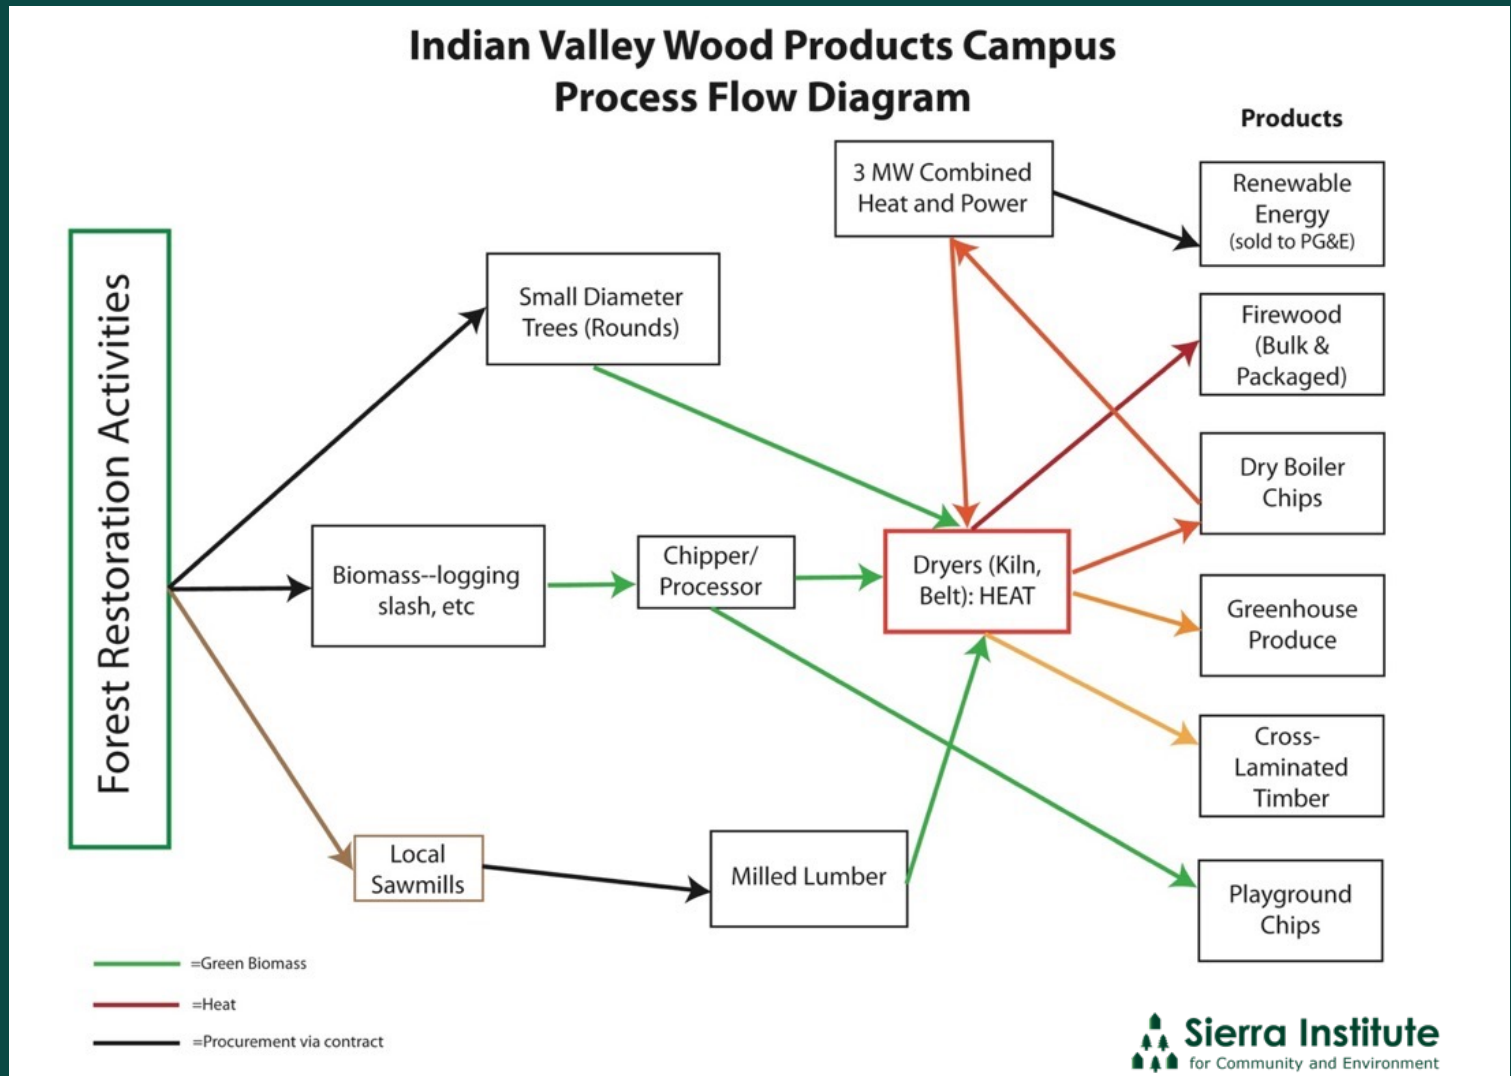 Indian Valley Wood Products Campus
Process Flow Diagram
Products
3 MW Combined
Heat and Power
Renewable
Energy
(sold to PG&E)
Forest Restoration Activities
Small Diameter
Trees (Rounds)
Firewood
(Bulk &
Packaged)
Dry Boiler
Chips
Biomass--logging
slash, etc
Chipper/
Processor
Dryers (Kiln,
Belt): HEAT
Greenhouse
Produce
Cross-
Laminated
Timber
Local
Sawmills
Milled Lumber
Playground
Chips
=Green Biomass
=Heat
=Procurement via contract
Sierra Institute
for Community and Environment